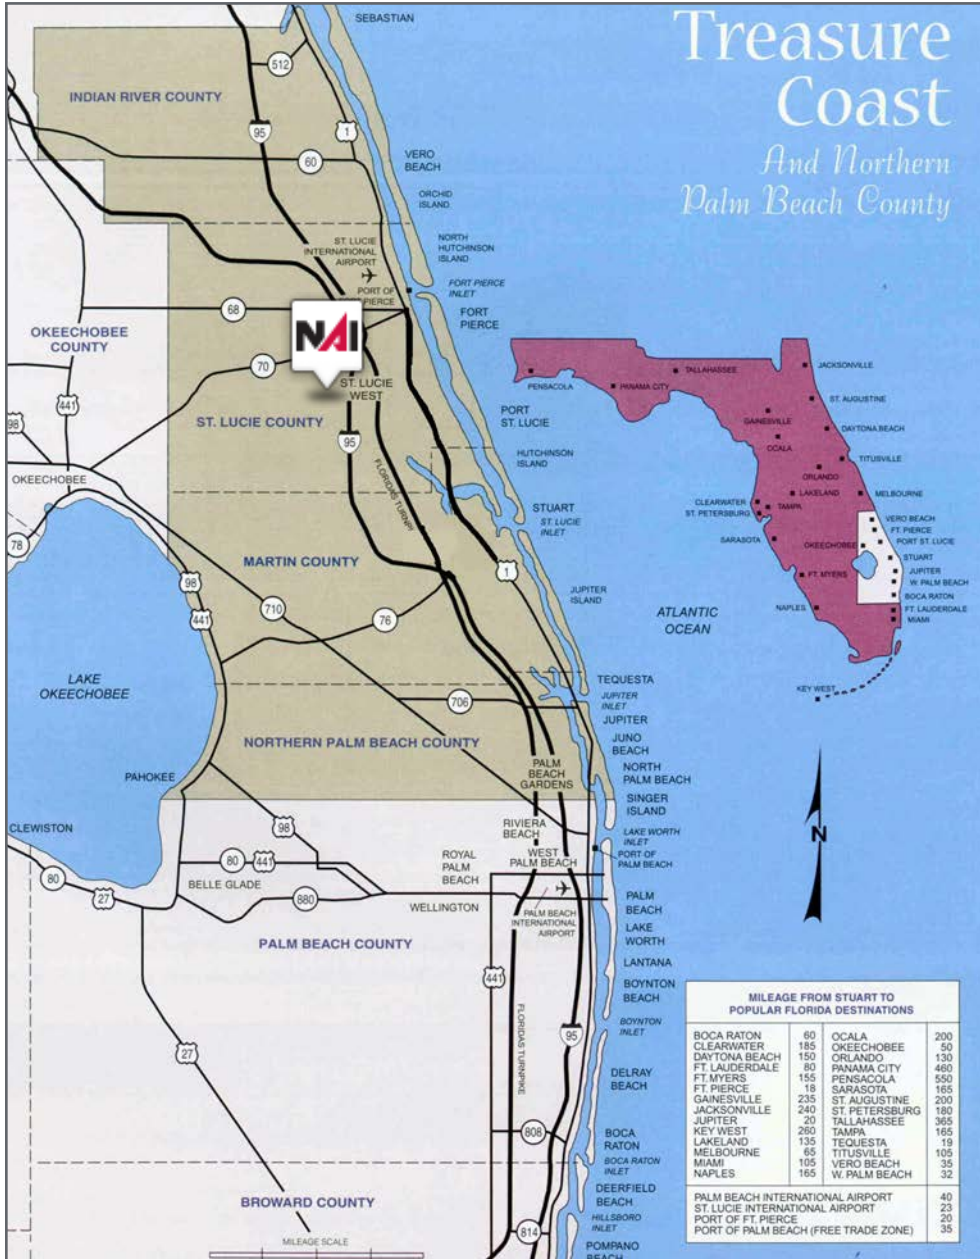 Treasure
Coast
And Northern
Palm Beach County
SEBASTIAN
512
INDIAN RIVER COUNTY
95
1
60
VERO
BEACH
ORCHID
ISLAND
ST. LUCIE
INTERNATIONAL
AIRPORT
NORTH
HUTCHINSON
ISLAND
PORT OF
PIERCE
FORT PIERCE
INLET
68
FORT
PIERCE
OKEECHOBEE
COUNTY
NAI
70
ST. LUCIE
WEST
441
98
ST. LUCIE COUNTY
95
PORT
ST. LUCIE
FLORIDAS TURNPI
HUTCHINSON
ISLAND
OKEECHOBEE
STUART
ST. LUCIE
INLET
78
MARTIN COUNTY
98
1
441
710
76
JUPITER
ISLAND
LAKE
OKEECHOBEE
TEQUESTA
JUPITER
INLET
706
JUPITER
NORTHERN PALM BEACH COUNTY
JUNO
BEACH
PAHOKEE
PALM
BEACH
GARDENS
NORTH
PALM BEACH
SINGER
ISLAND
CLEWISTON
98
RIVIERA
BEACH
LAKE WORTH
INLET
80
441
ROYAL
PALM
BEACH
WEST
PALM BEACH
PORT OF
PALM BEACH
80
27
BELLE GLADE
880
WELLINGTON
PALM BEACH
INTERNATIONAL
AIRPORT
PALM
BEACH
PALM BEACH COUNTY
LAKE
WORTH
441
LANTANA
BOYNTON
BEACH
FLORIDAS TURNPIKE
95
BOYNTON
INLET
27
DELRAY
BEACH
808
BOCA
RATON
BOCA RATON
INLET
BROWARD COUNTY
DEERFIELD
BEACH
HILLSBORO
INLET
814
MILEAGE SCALE
POMPANO
BEACH
PENSACOLA
PANAMA CITY
TALLAHASSEE
JACKSONVILLE
ST. AUGUSTINE
GAINESVILLE
DAYTONA BEACH
OCALA
TITUSVILLE
ORLANDO
LAKELAND
MELBOURNE
CLEARWATER
TAMPA
ST. PETERSBURG
VERO BEACH
FT. PIERCE
SARASOTA
OKEECHOBEE
PORT ST. LUCIE
STUART
FT. MYERS
JUPITER
W. PALM BEACH
BOCA RATON
NAPLES
FT. LAUDERDALE
MIAMI
KEY WEST
ATLANTIC
OCEAN
N
MILEAGE FROM STUART TO
POPULAR FLORIDA DESTINATIONS
BOCA RATON 60 OCALA 200
CLEARWATER 185 OKEECHOBEE 50
DAYTONA BEACH 150 ORLANDO 130
FT. LAUDERDALE 80 PANAMA CITY 460
FT.MYERS 155 PENSACOLA 550
FT. PIERCE 18 SARASOTA 165
GAINESVILLE 235 ST. AUGUSTINE 200
JACKSONVILLE 240 ST. PETERSBURG 180
JUPITER 20 TALLAHASSEE 365
KEY WEST 260 TAMPA 165
LAKELAND 135 TEQUESTA 19
MELBOURNE 65 TITUSVILLE 105
MIAMI 105 VERO BEACH 35
NAPLES 165 W. PALM BEACH 32
PALM BEACH INTERNATIONAL AIRPORT 40
ST. LUCIE INTERNATIONAL AIRPORT 23
PORT OF FT. PIERCE 20
PORT OF PALM BEACH (FREE TRADE ZONE) 35